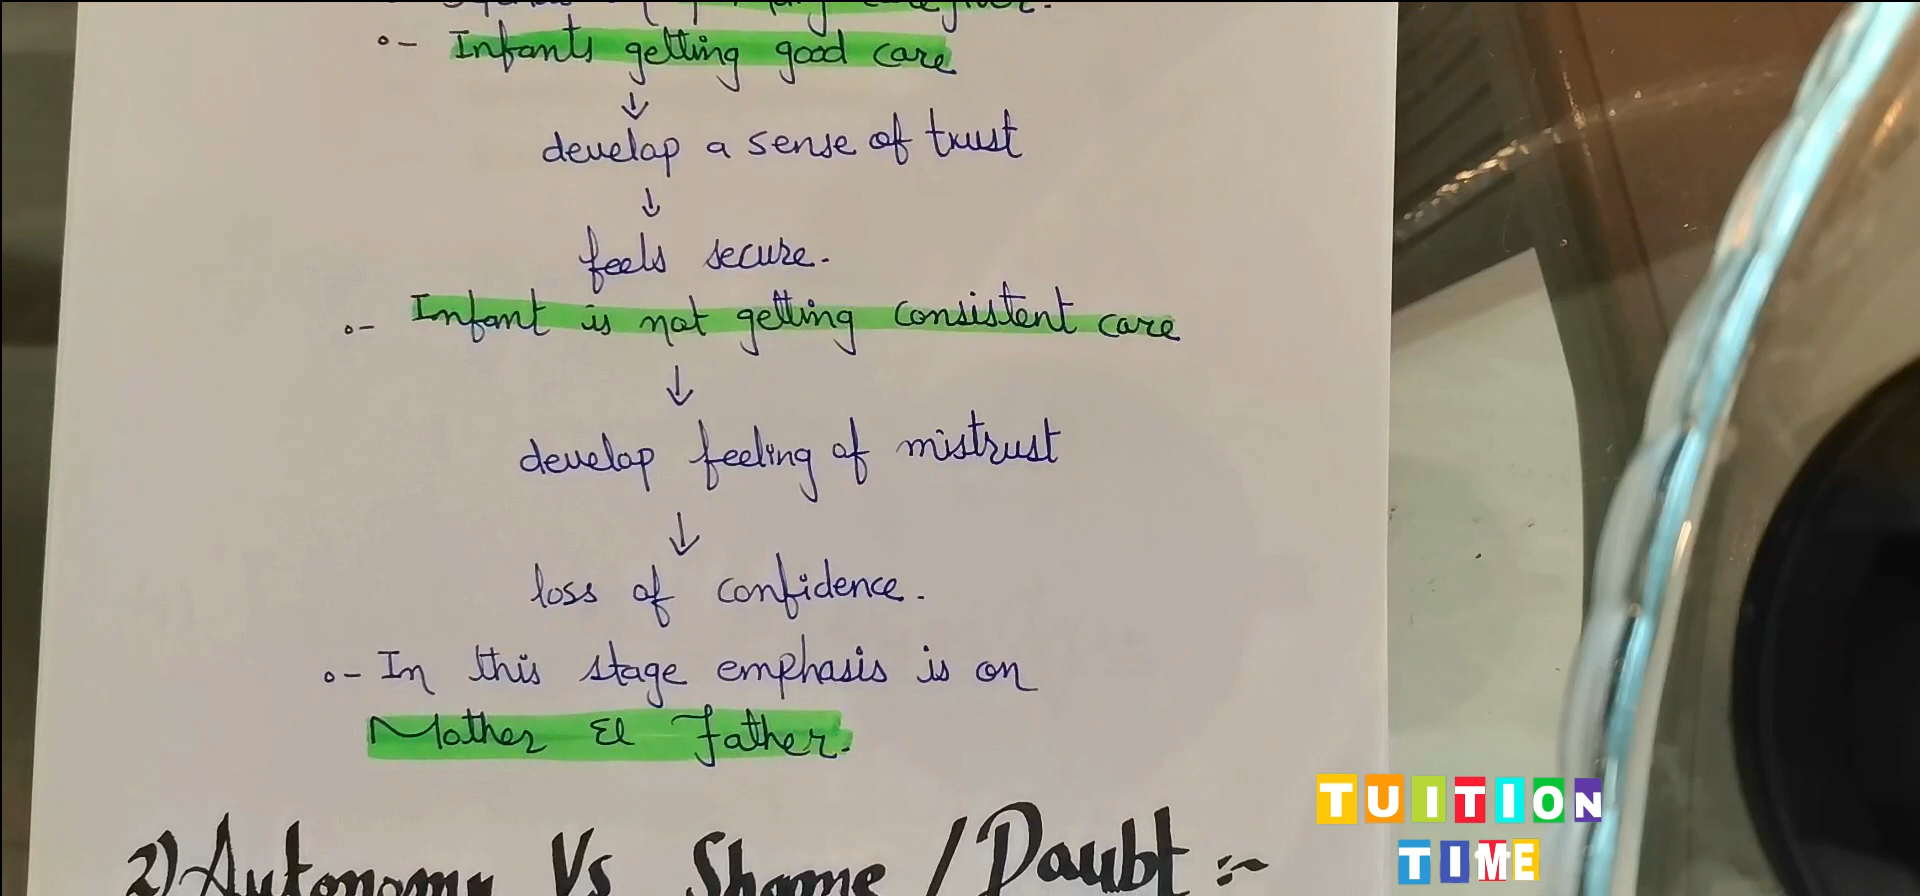 ∘- Infants getting good care
↓
develop a sense of trust
↓
feels secure.
∘- Infant is not getting consistent care
↓
develop feeling of mistrust
↓
loss of confidence.
∘- In this stage emphasis is on
Mother & Father.
2) Autonomy Vs Shame / Doubt :-
TUITION
TIME